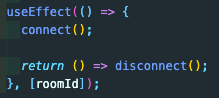 useEffect(() => {
  connect();

  return () => disconnect();
}, [roomId]);